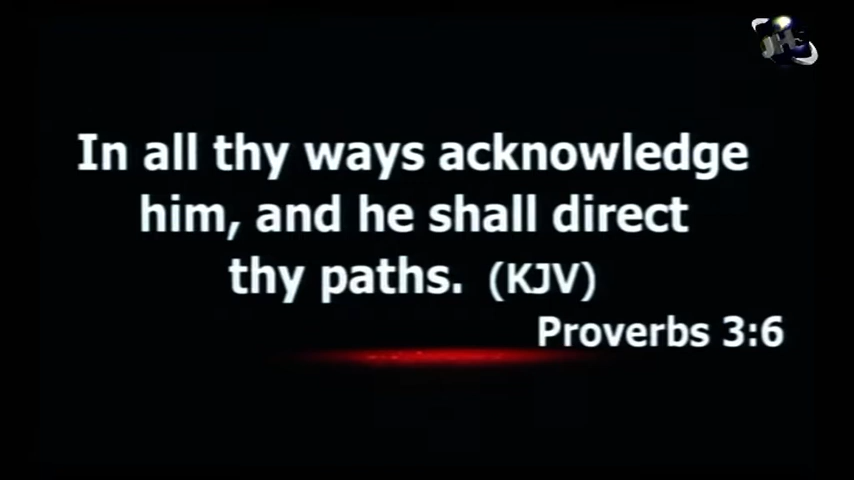 In all thy ways acknowledge
him, and he shall direct
thy paths. (KJV)
Proverbs 3:6